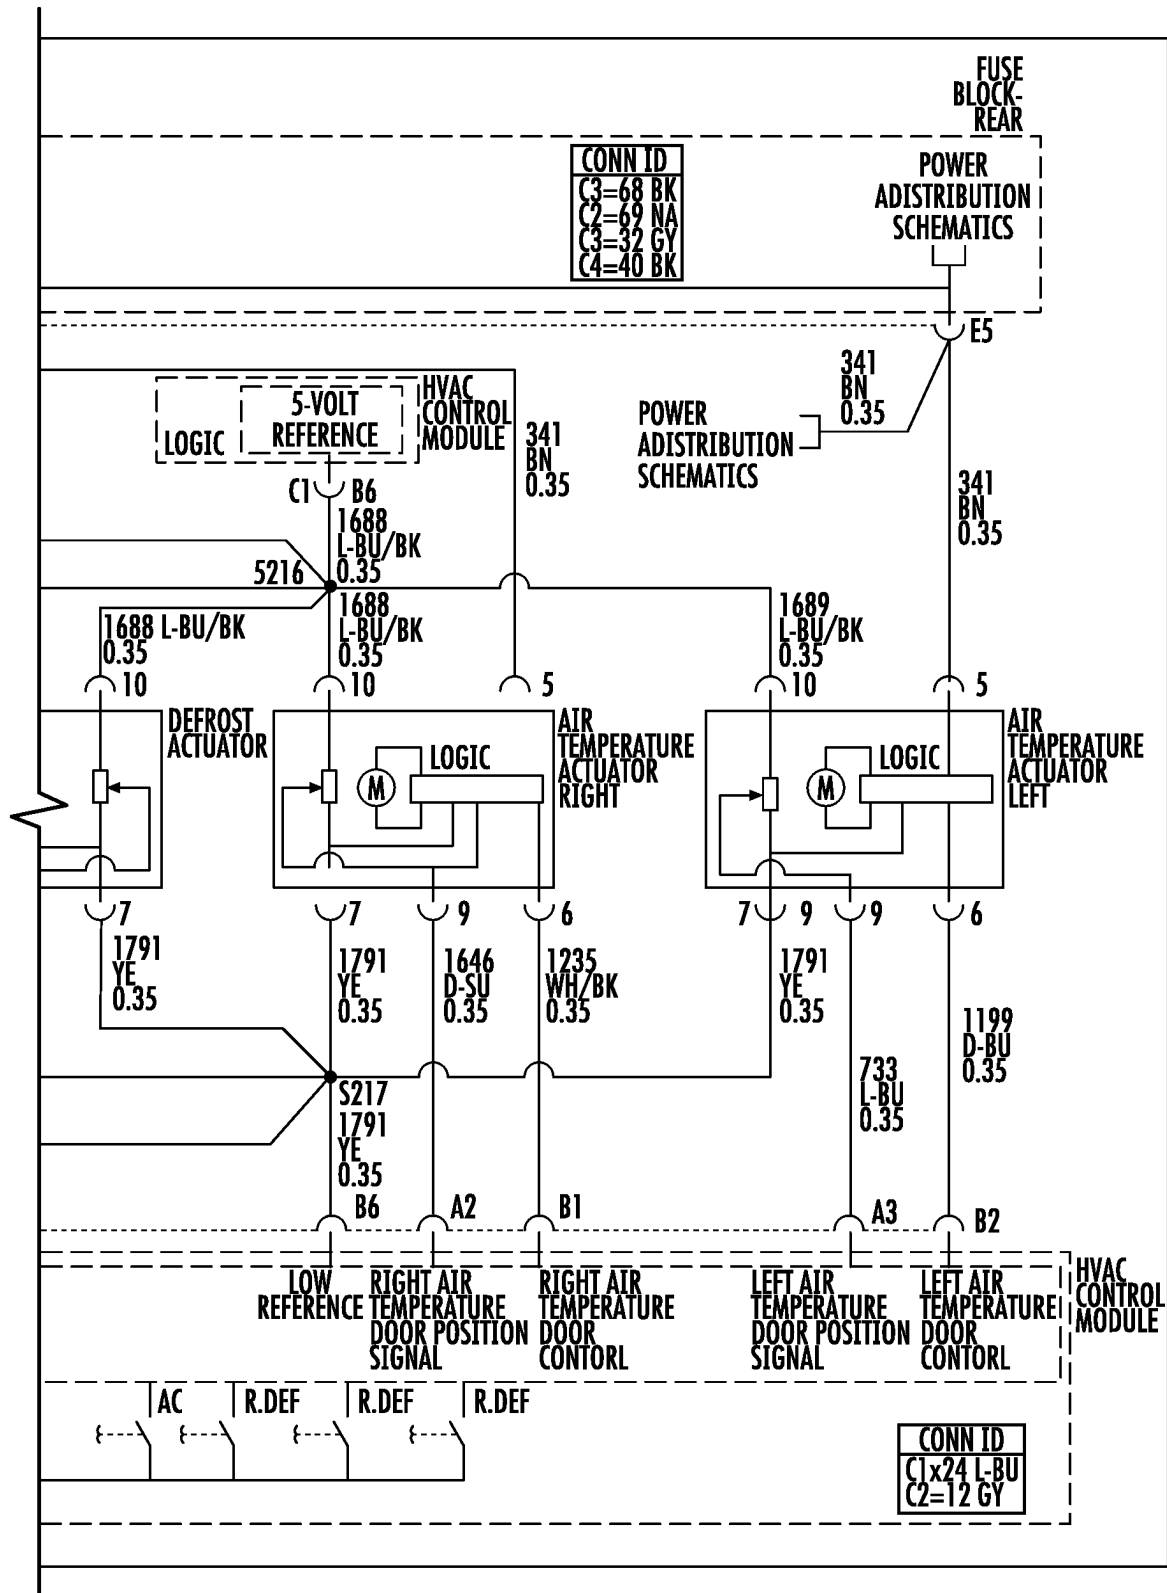 FUSE
BLOCK-
REAR
CONN ID
C3=68 BK
C2=69 NA
C3=32 GY
C4=40 BK
POWER
ADISTRIBUTION
SCHEMATICS
E5
341
BN
0.35
5-VOLT
REFERENCE
LOGIC
HVAC
CONTROL
MODULE
POWER
ADISTRIBUTION
SCHEMATICS
341
BN
0.35
341
BN
0.35
C1
B6
1688
L-BU/BK
0.35
5216
1688 L-BU/BK
0.35
1688
L-BU/BK
0.35
1689
L-BU/BK
0.35
10
10
5
10
5
DEFROST
ACTUATOR
LOGIC
M
AIR
TEMPERATURE
ACTUATOR
RIGHT
LOGIC
M
AIR
TEMPERATURE
ACTUATOR
LEFT
7
7
9
6
7
9
9
6
1791
YE
0.35
1791
YE
0.35
1646
D-SU
0.35
1235
WH/BK
0.35
1791
YE
0.35
1199
D-BU
0.35
733
L-BU
0.35
S217
1791
YE
0.35
B6
A2
B1
A3
B2
LOW
REFERENCE
RIGHT AIR
TEMPERATURE
DOOR POSITION
SIGNAL
RIGHT AIR
TEMPERATURE
DOOR
CONTORL
LEFT AIR
TEMPERATURE
DOOR POSITION
SIGNAL
LEFT AIR
TEMPERATURE
DOOR
CONTORL
HVAC
CONTROL
MODULE
AC
R.DEF
R.DEF
R.DEF
CONN ID
C1x24 L-BU
C2=12 GY